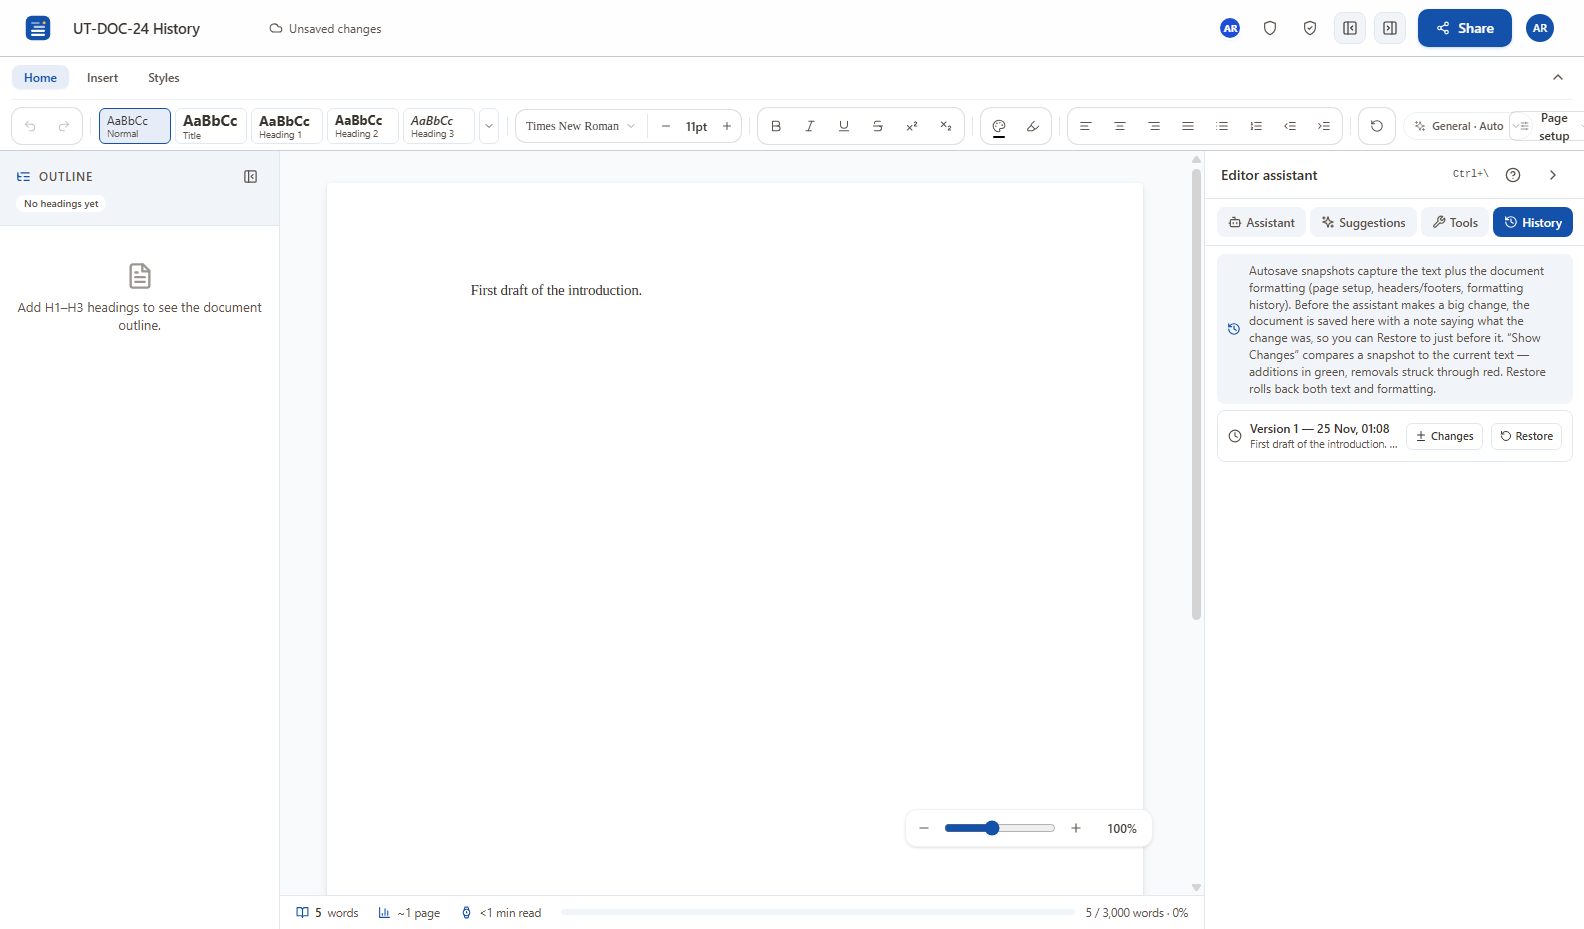 UT-DOC-24 History
Unsaved changes
AR
Share
AR
Home
Insert
Styles
AaBbCc
Normal
AaBbCc
Title
AaBbCc
Heading 1
AaBbCc
Heading 2
AaBbCc
Heading 3
Times New Roman
11pt
General · Auto
Page setup
OUTLINE
No headings yet
Add H1–H3 headings to see the document
outline.
First draft of the introduction.
100%
5 words
~1 page
<1 min read
5 / 3,000 words · 0%
Editor assistant
Ctrl+\
Assistant
Suggestions
Tools
History
Autosave snapshots capture the text plus the document
formatting (page setup, headers/footers, formatting
history). Before the assistant makes a big change, the
document is saved here with a note saying what the
change was, so you can Restore to just before it. “Show
Changes” compares a snapshot to the current text —
additions in green, removals struck through red. Restore
rolls back both text and formatting.
Version 1 — 25 Nov, 01:08
First draft of the introduction. ...
Changes
Restore